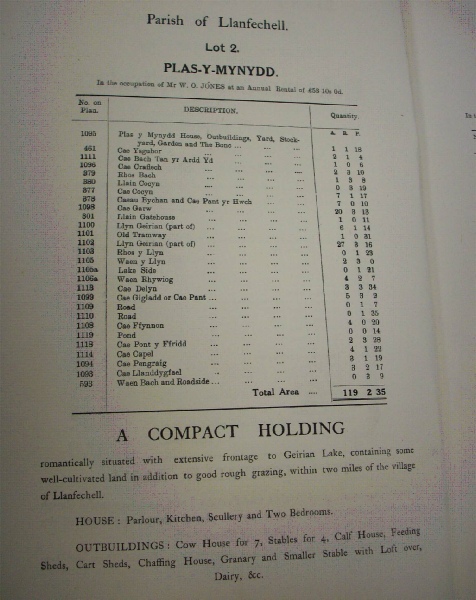 Parish of Llanfechell.
Lot 2.
PLAS-Y-MYNYDD.
In the occupation of Mr W. O. JONES at an Annual Rental of £53 10s 0d.
No. on Plan. DESCRIPTION. Quantity.
A. R. P.
1095 Plas y Mynydd House, Outbuildings, Yard, Stock-
yard, Garden and The Bonc ... ... ... 1 1 18
461 Cae Ysgubor ... ... ... 2 1 4
1111 Cae Bach Tan yr Ardd Yd ... ... 1 0 6
1096 Cae Crafiach ... ... ... 2 3 10
879 Rhos Bach ... ... ... 1 3 8
880 Llain Cocyn ... ... ... 0 3 19
877 Cae Cocyn ... ... ... 7 1 17
878 Caeau Bychan and Cae Pant yr Hwch ... ... 7 0 10
1098 Cae Garw ... ... ... 20 3 13
501 Llain Gatehouse ... ... ... 1 0 11
1100 Llyn Geirian (part of) ... ... ... 6 1 14
1101 Old Tramway ... ... ... 1 0 31
1102 Llyn Geirian (part of) ... ... ... 27 3 16
1103 Rhos y Llyn ... ... ... 0 1 23
1105 Waen y Llyn ... ... ... 2 3 0
1105a Lake Side ... ... ... 0 1 21
1106a Waen Rhywiog ... ... ... 4 2 7
1113 Cae Delyn ... ... ... 3 3 34
1099 Cae Gigladd or Cae Pant ... ... ... 5 3 2
1109 Road ... ... ... 0 1 7
1110 Road ... ... ... 0 1 35
1108 Cae Ffynnon ... ... ... 4 0 20
1119 Pond ... ... ... 0 0 14
1112 Cae Pont y Ffridd ... ... ... 2 3 28
1114 Cae Capel ... ... ... 4 1 22
1094 Cae Pengraig ... ... ... 3 1 19
1093 Cae Llanddygfael ... ... ... 3 2 17
593 Waen Bach and Roadside ... ... ... 0 2 9
Total Area .... 119 2 35
A COMPACT HOLDING
romantically situated with extensive frontage to Geirian Lake, containing some
well-cultivated land in addition to good rough grazing, within two miles of the village
of Llanfechell.
HOUSE: Parlour, Kitchen, Scullery and Two Bedrooms.
OUTBUILDINGS: Cow House for 7, Stables for 4, Calf House, Feeding
Sheds, Cart Sheds, Chaffing House, Granary and Smaller Stable with Loft over,
Dairy, &c.